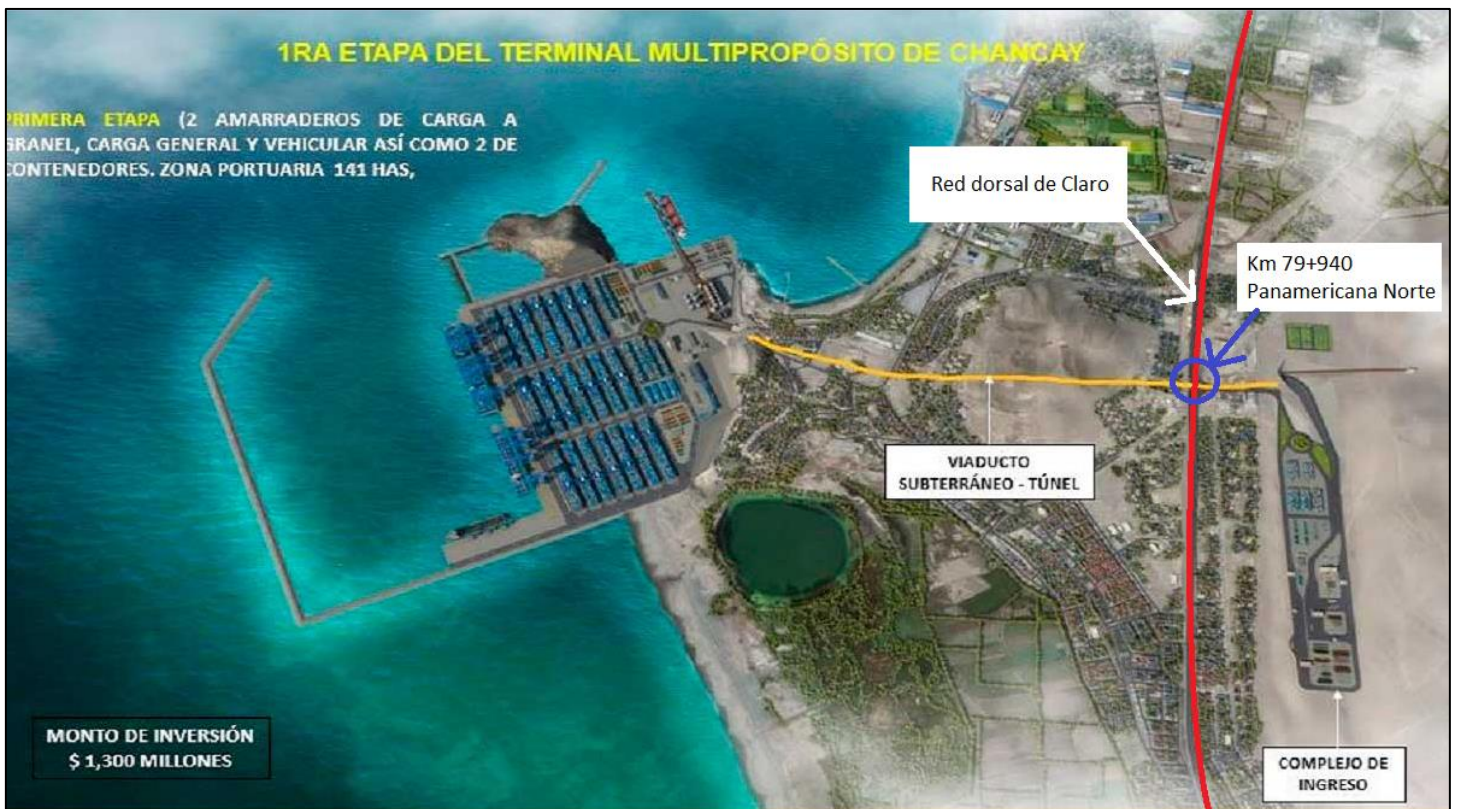 1RA ETAPA DEL TERMINAL MULTIPROPÓSITO DE CHANCAY
PRIMERA ETAPA (2 AMARRADEROS DE CARGA A
GRANEL, CARGA GENERAL Y VEHICULAR ASÍ COMO 2 DE
CONTENEDORES. ZONA PORTUARIA 141 HAS,
Red dorsal de Claro
Km 79+940
Panamericana Norte
VIADUCTO
SUBTERRÁNEO - TÚNEL
MONTO DE INVERSIÓN
$ 1,300 MILLONES
COMPLEJO DE
INGRESO